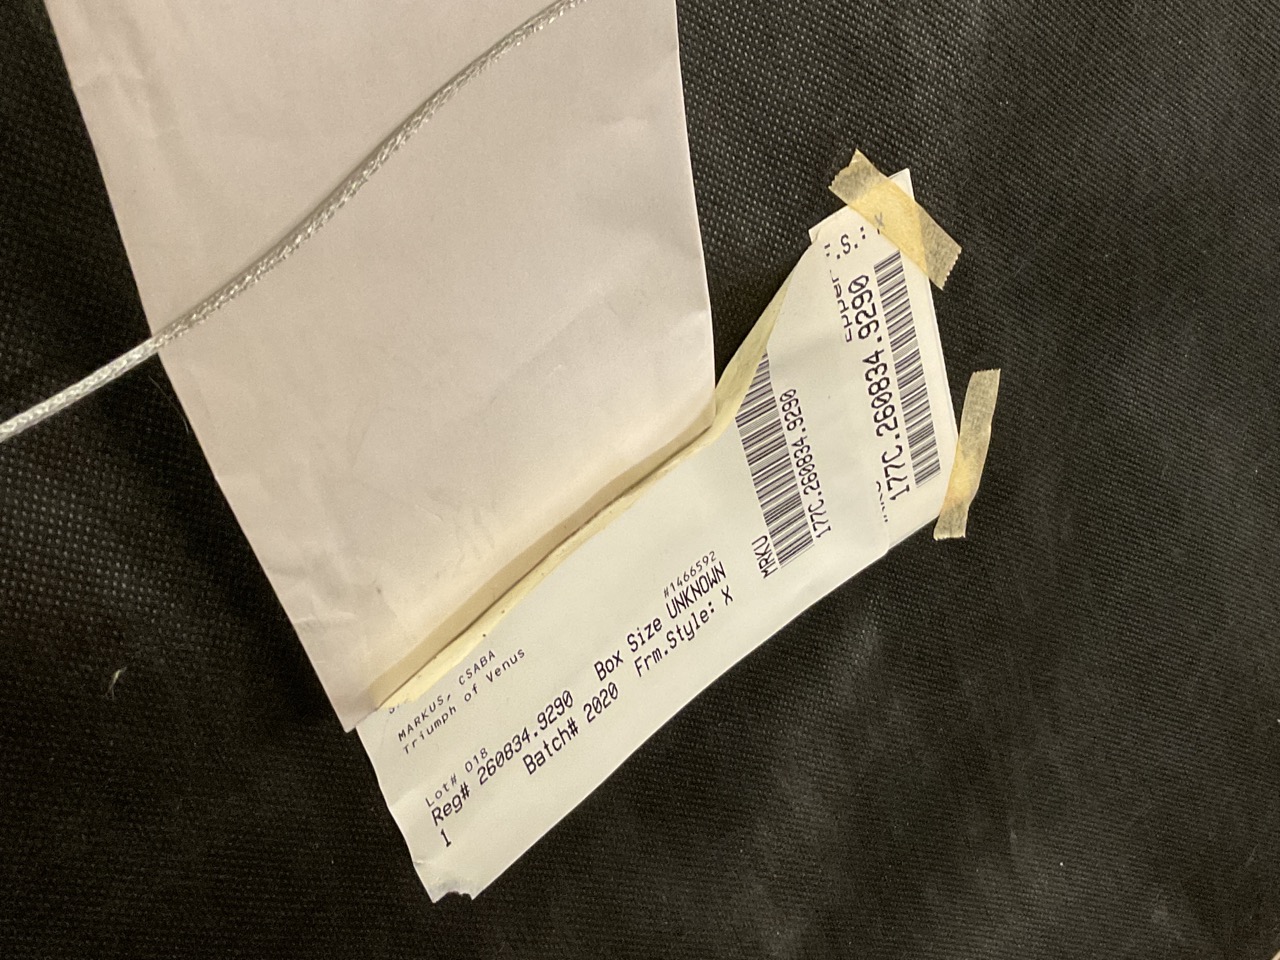 MARKUS, CSABA
Triumph of Venus
Lot# 018
Reg# 260834.9290 Box Size UNKNOWN
1 Batch# 2020 Frm.Style: X
#1466592
MRKU
177C.260834.9290
.S.: X
177C.260834.9290